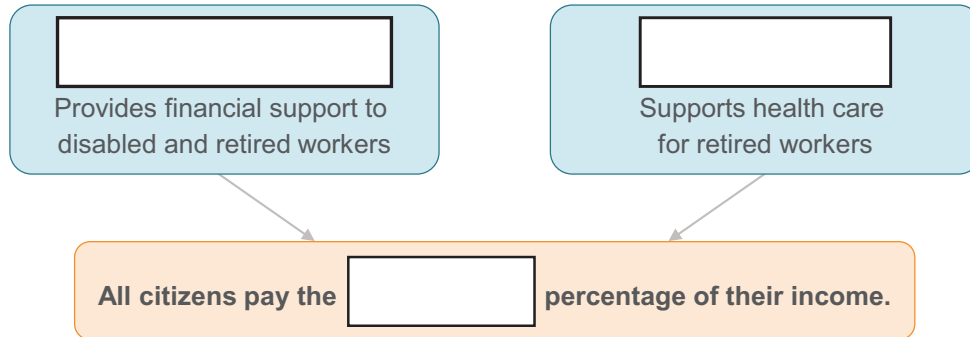 Provides financial support to
disabled and retired workers
Supports health care
for retired workers
All citizens pay the percentage of their income.